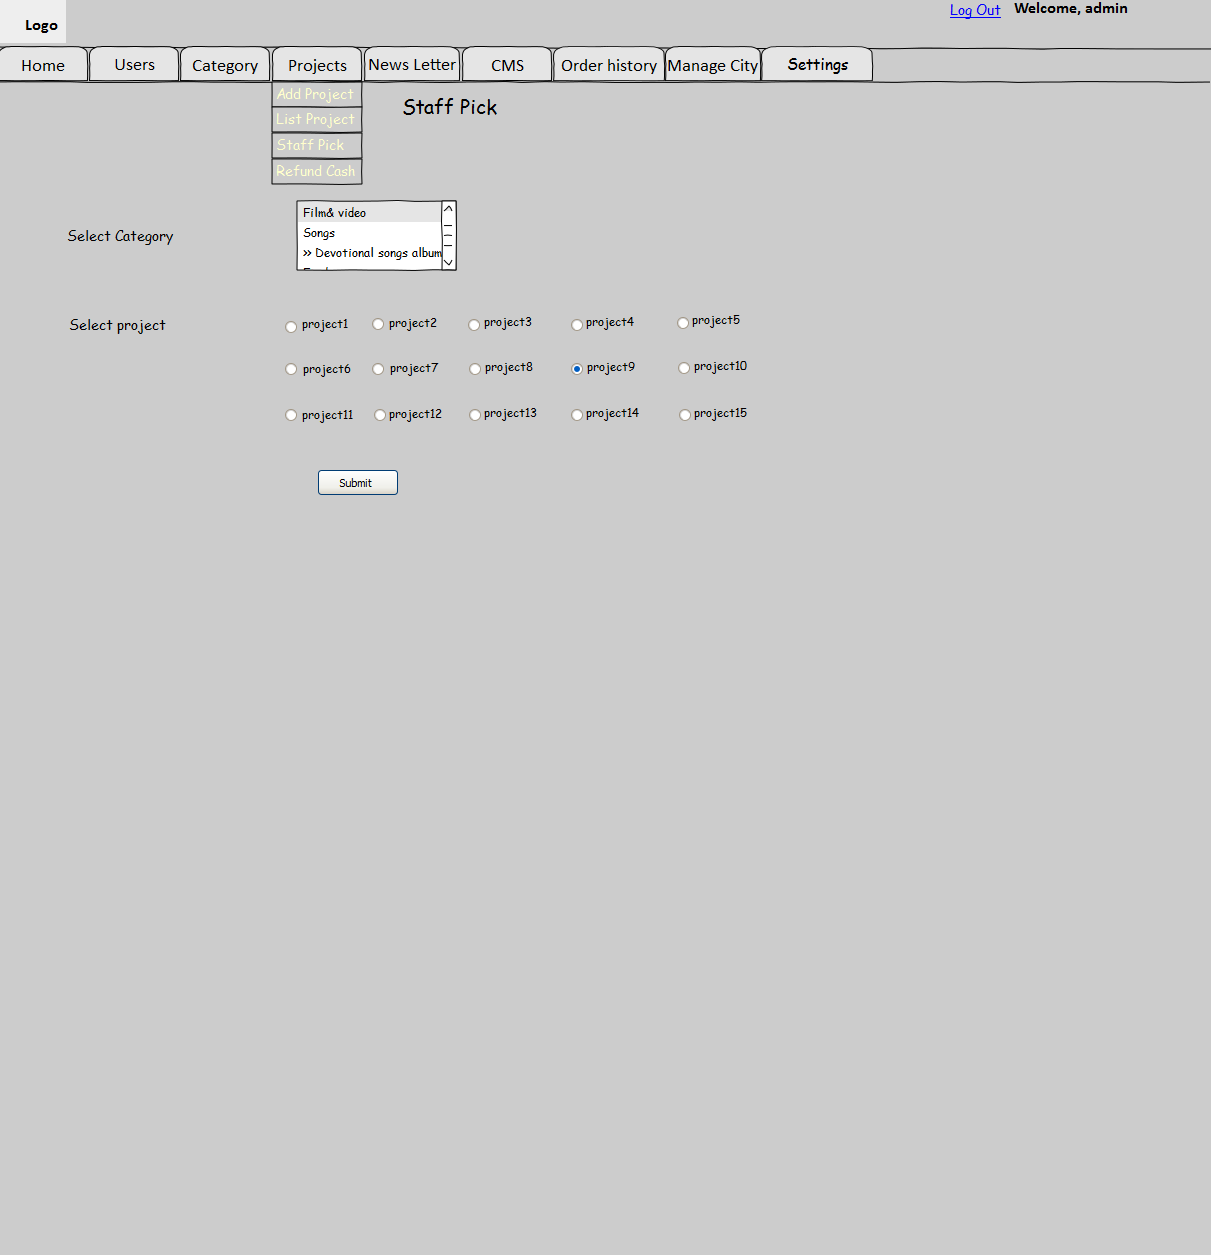 Log Out Welcome, admin
Logo
Home Users Category Projects News Letter CMS Order history Manage City Settings
Add Project
Staff Pick
List Project
Staff Pick
Refund Cash
Film& video
Songs
Select Category
» Devotional songs album
Select project
project1 project2 project3 project4 project5
project6 project7 project8 project9 project10
project11 project12 project13 project14 project15
Submit